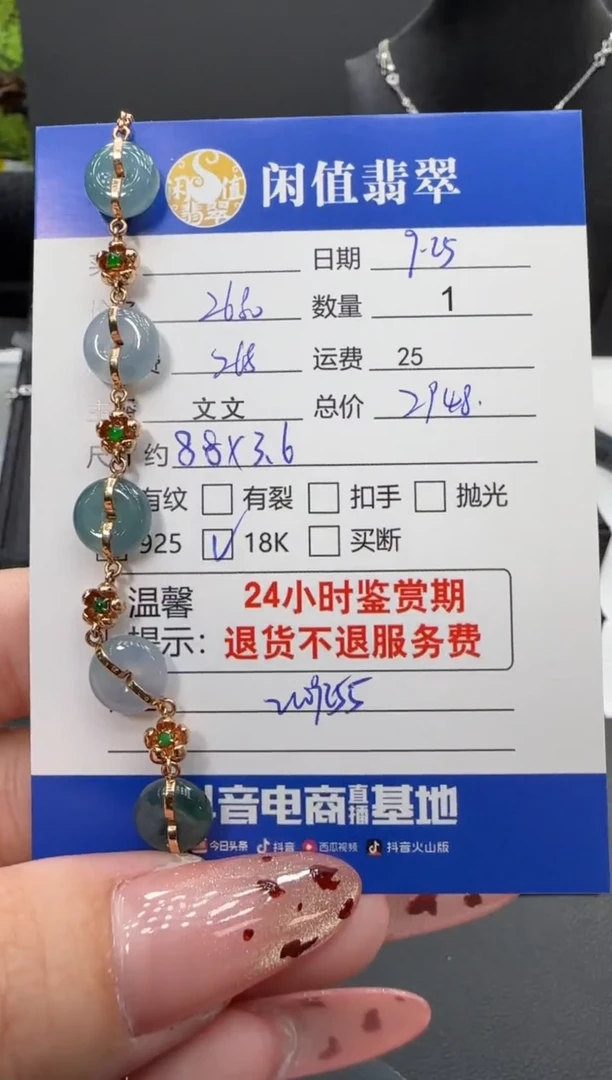 闲值翡翠
闲值
翡翠
日期 9-25
2680 数量 1
268 运费 25
文文 总价 2948.
约 88X3.6
有纹 有裂 扣手 抛光
925 18K 买断
温馨 24小时鉴赏期
提示: 退货不退服务费
音电商直播基地
今日头条 抖音 西瓜视频 抖音火山版